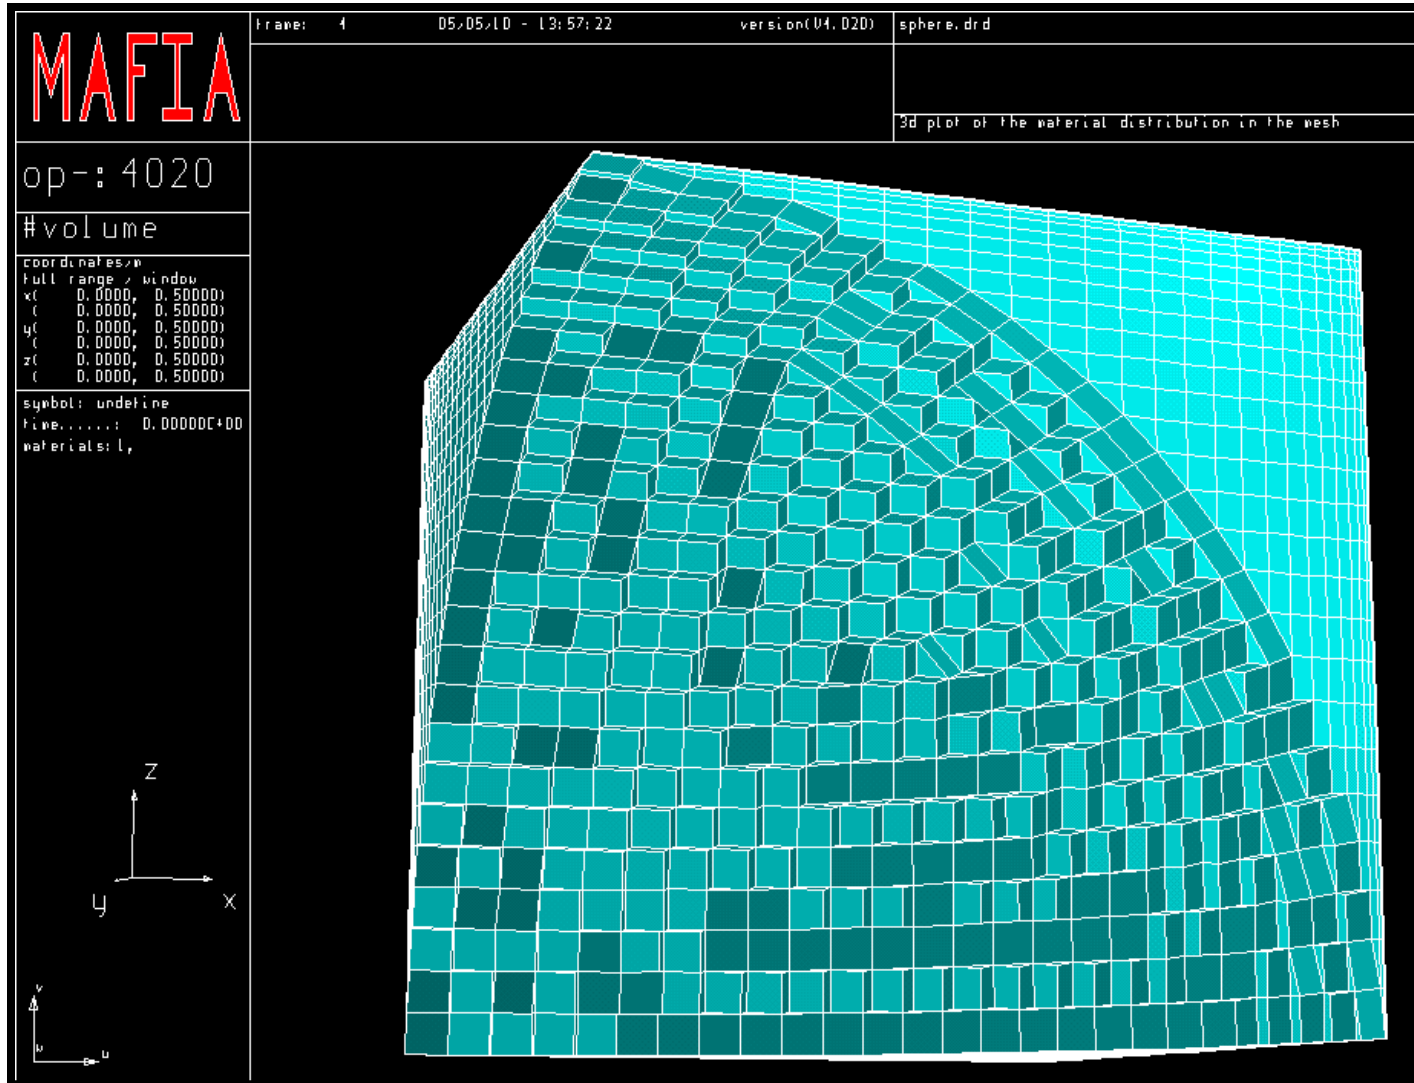 MAFIA
frame: 4 05/05/10 - 13:57:22 version(V4.020) sphere.drd
3d plot of the material distribution in the mesh
op-:4020
#volume
coordinates/m
full range / window
x( 0.0000, 0.50000)
( 0.0000, 0.50000)
y( 0.0000, 0.50000)
( 0.0000, 0.50000)
z( 0.0000, 0.50000)
( 0.0000, 0.50000)
symbol: undefine
time......: 0.00000E+00
materials:1,
z
y x
v
w u